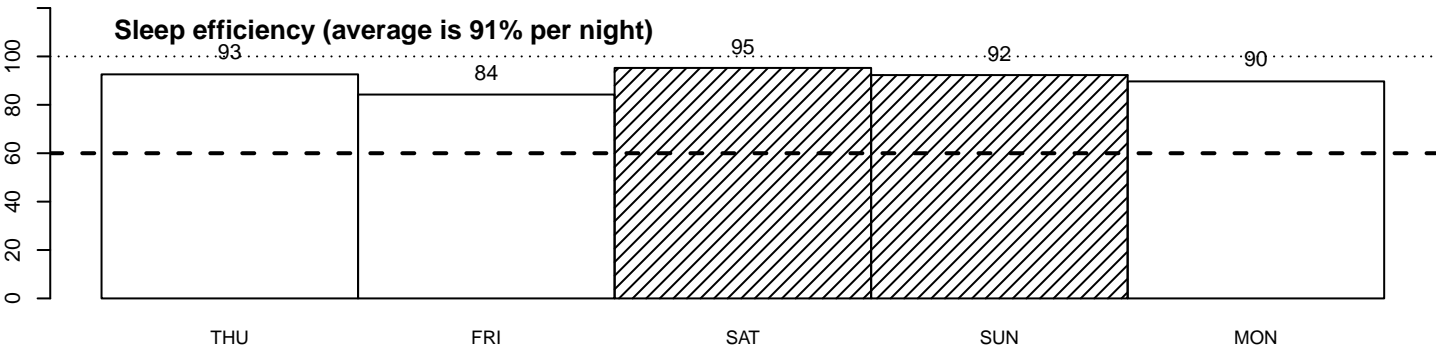 Sleep efficiency (average is 91% per night)
100
80
60
40
20
0
93
84
95
92
90
THU
FRI
SAT
SUN
MON